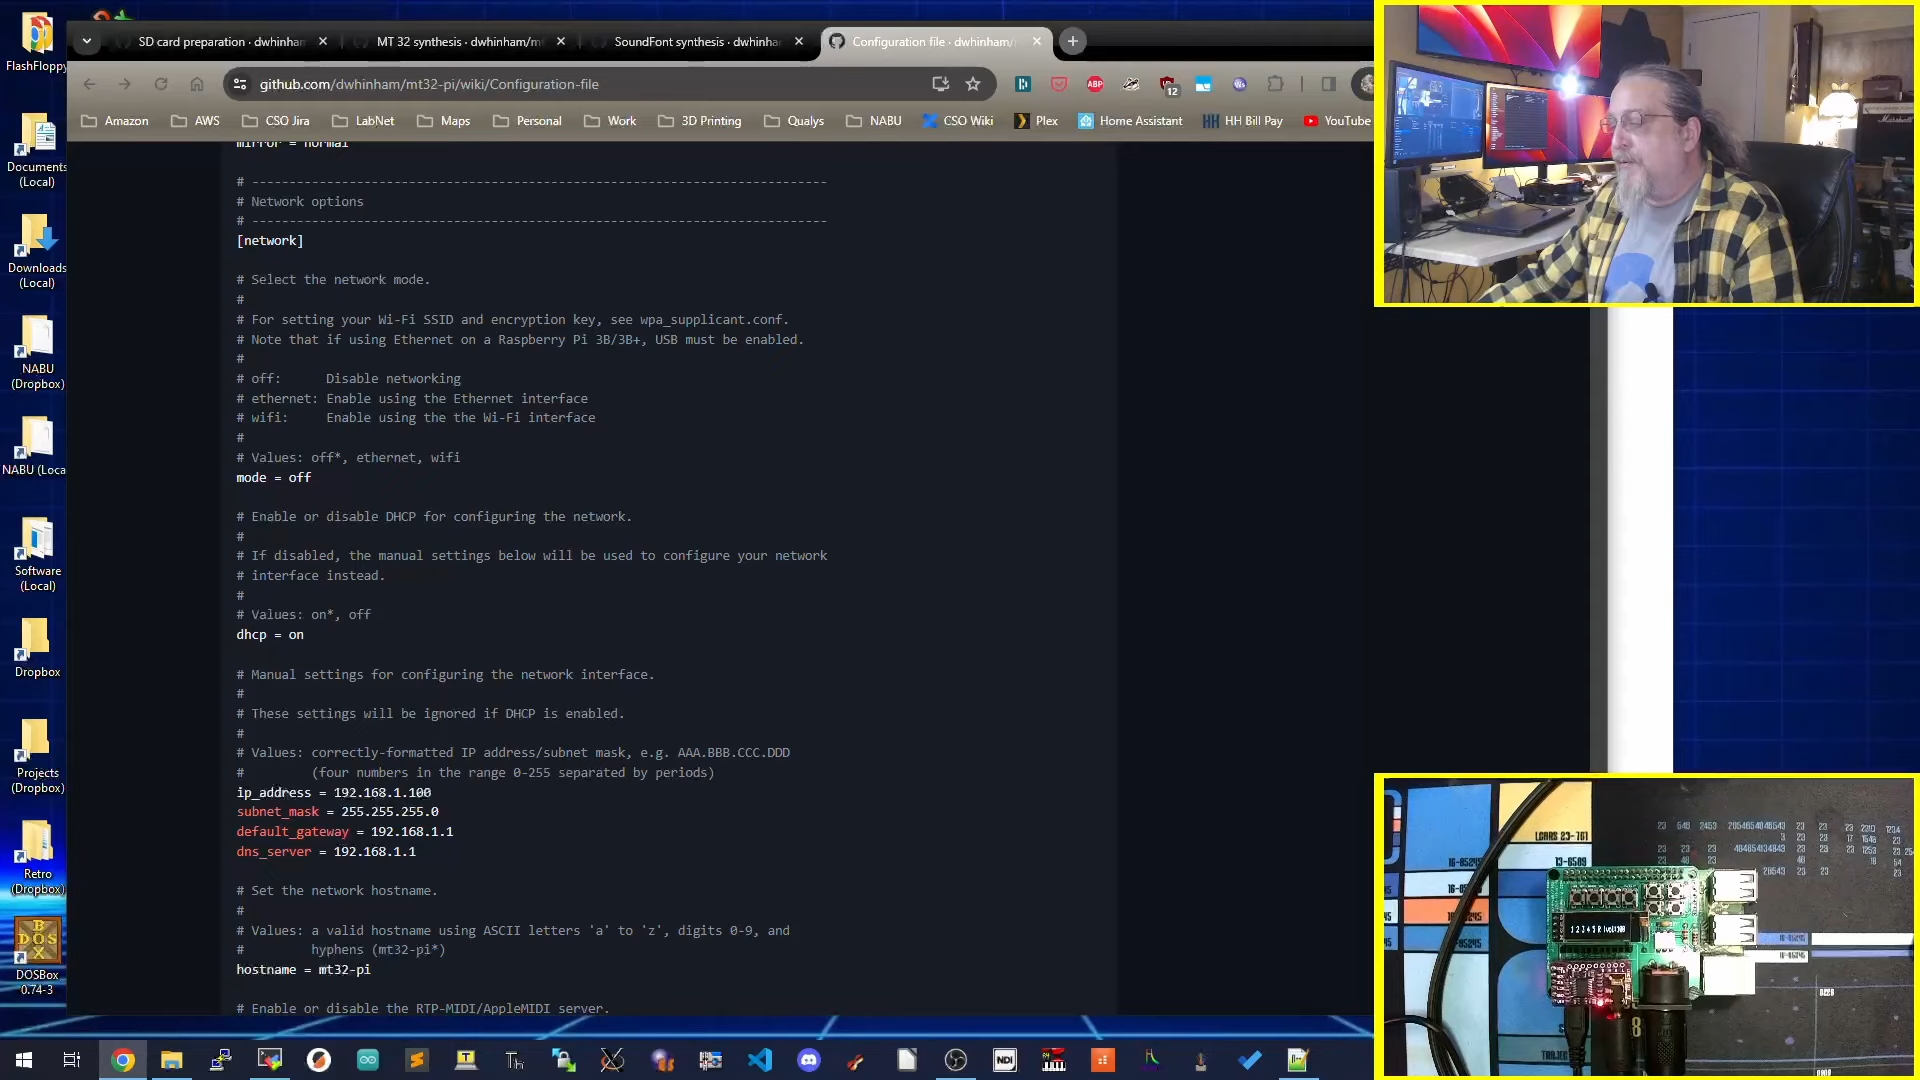 SD card preparation · dwhinham
MT 32 synthesis · dwhinham/mt
SoundFont synthesis · dwhinha
Configuration file · dwhinham/
github.com/dwhinham/mt32-pi/wiki/Configuration-file
ABP
12
Amazon
AWS
CSO Jira
LabNet
Maps
Personal
Work
3D Printing
Qualys
NABU
CSO Wiki
Plex
Home Assistant
HH Bill Pay
YouTube
FlashFloppy
Documents
(Local)
Downloads
(Local)
NABU
(Dropbox)
NABU (Loca
Software
(Local)
Dropbox
Projects
(Dropbox)
Retro
(Dropbox)
DOSBox
0.74-3
mirror = normal
# -----------------------------------------------------------------------------
# Network options
# -----------------------------------------------------------------------------
[network]
# Select the network mode.
#
# For setting your Wi-Fi SSID and encryption key, see wpa_supplicant.conf.
# Note that if using Ethernet on a Raspberry Pi 3B/3B+, USB must be enabled.
#
# off: Disable networking
# ethernet: Enable using the Ethernet interface
# wifi: Enable using the the Wi-Fi interface
#
# Values: off*, ethernet, wifi
mode = off
# Enable or disable DHCP for configuring the network.
#
# If disabled, the manual settings below will be used to configure your network
# interface instead.
#
# Values: on*, off
dhcp = on
# Manual settings for configuring the network interface.
#
# These settings will be ignored if DHCP is enabled.
#
# Values: correctly-formatted IP address/subnet mask, e.g. AAA.BBB.CCC.DDD
# (four numbers in the range 0-255 separated by periods)
ip_address = 192.168.1.100
subnet_mask = 255.255.255.0
default_gateway = 192.168.1.1
dns_server = 192.168.1.1
# Set the network hostname.
#
# Values: a valid hostname using ASCII letters 'a' to 'z', digits 0-9, and
# hyphens (mt32-pi*)
hostname = mt32-pi
# Enable or disable the RTP-MIDI/AppleMIDI server.
Marshall
LCARS 23-761
NDI